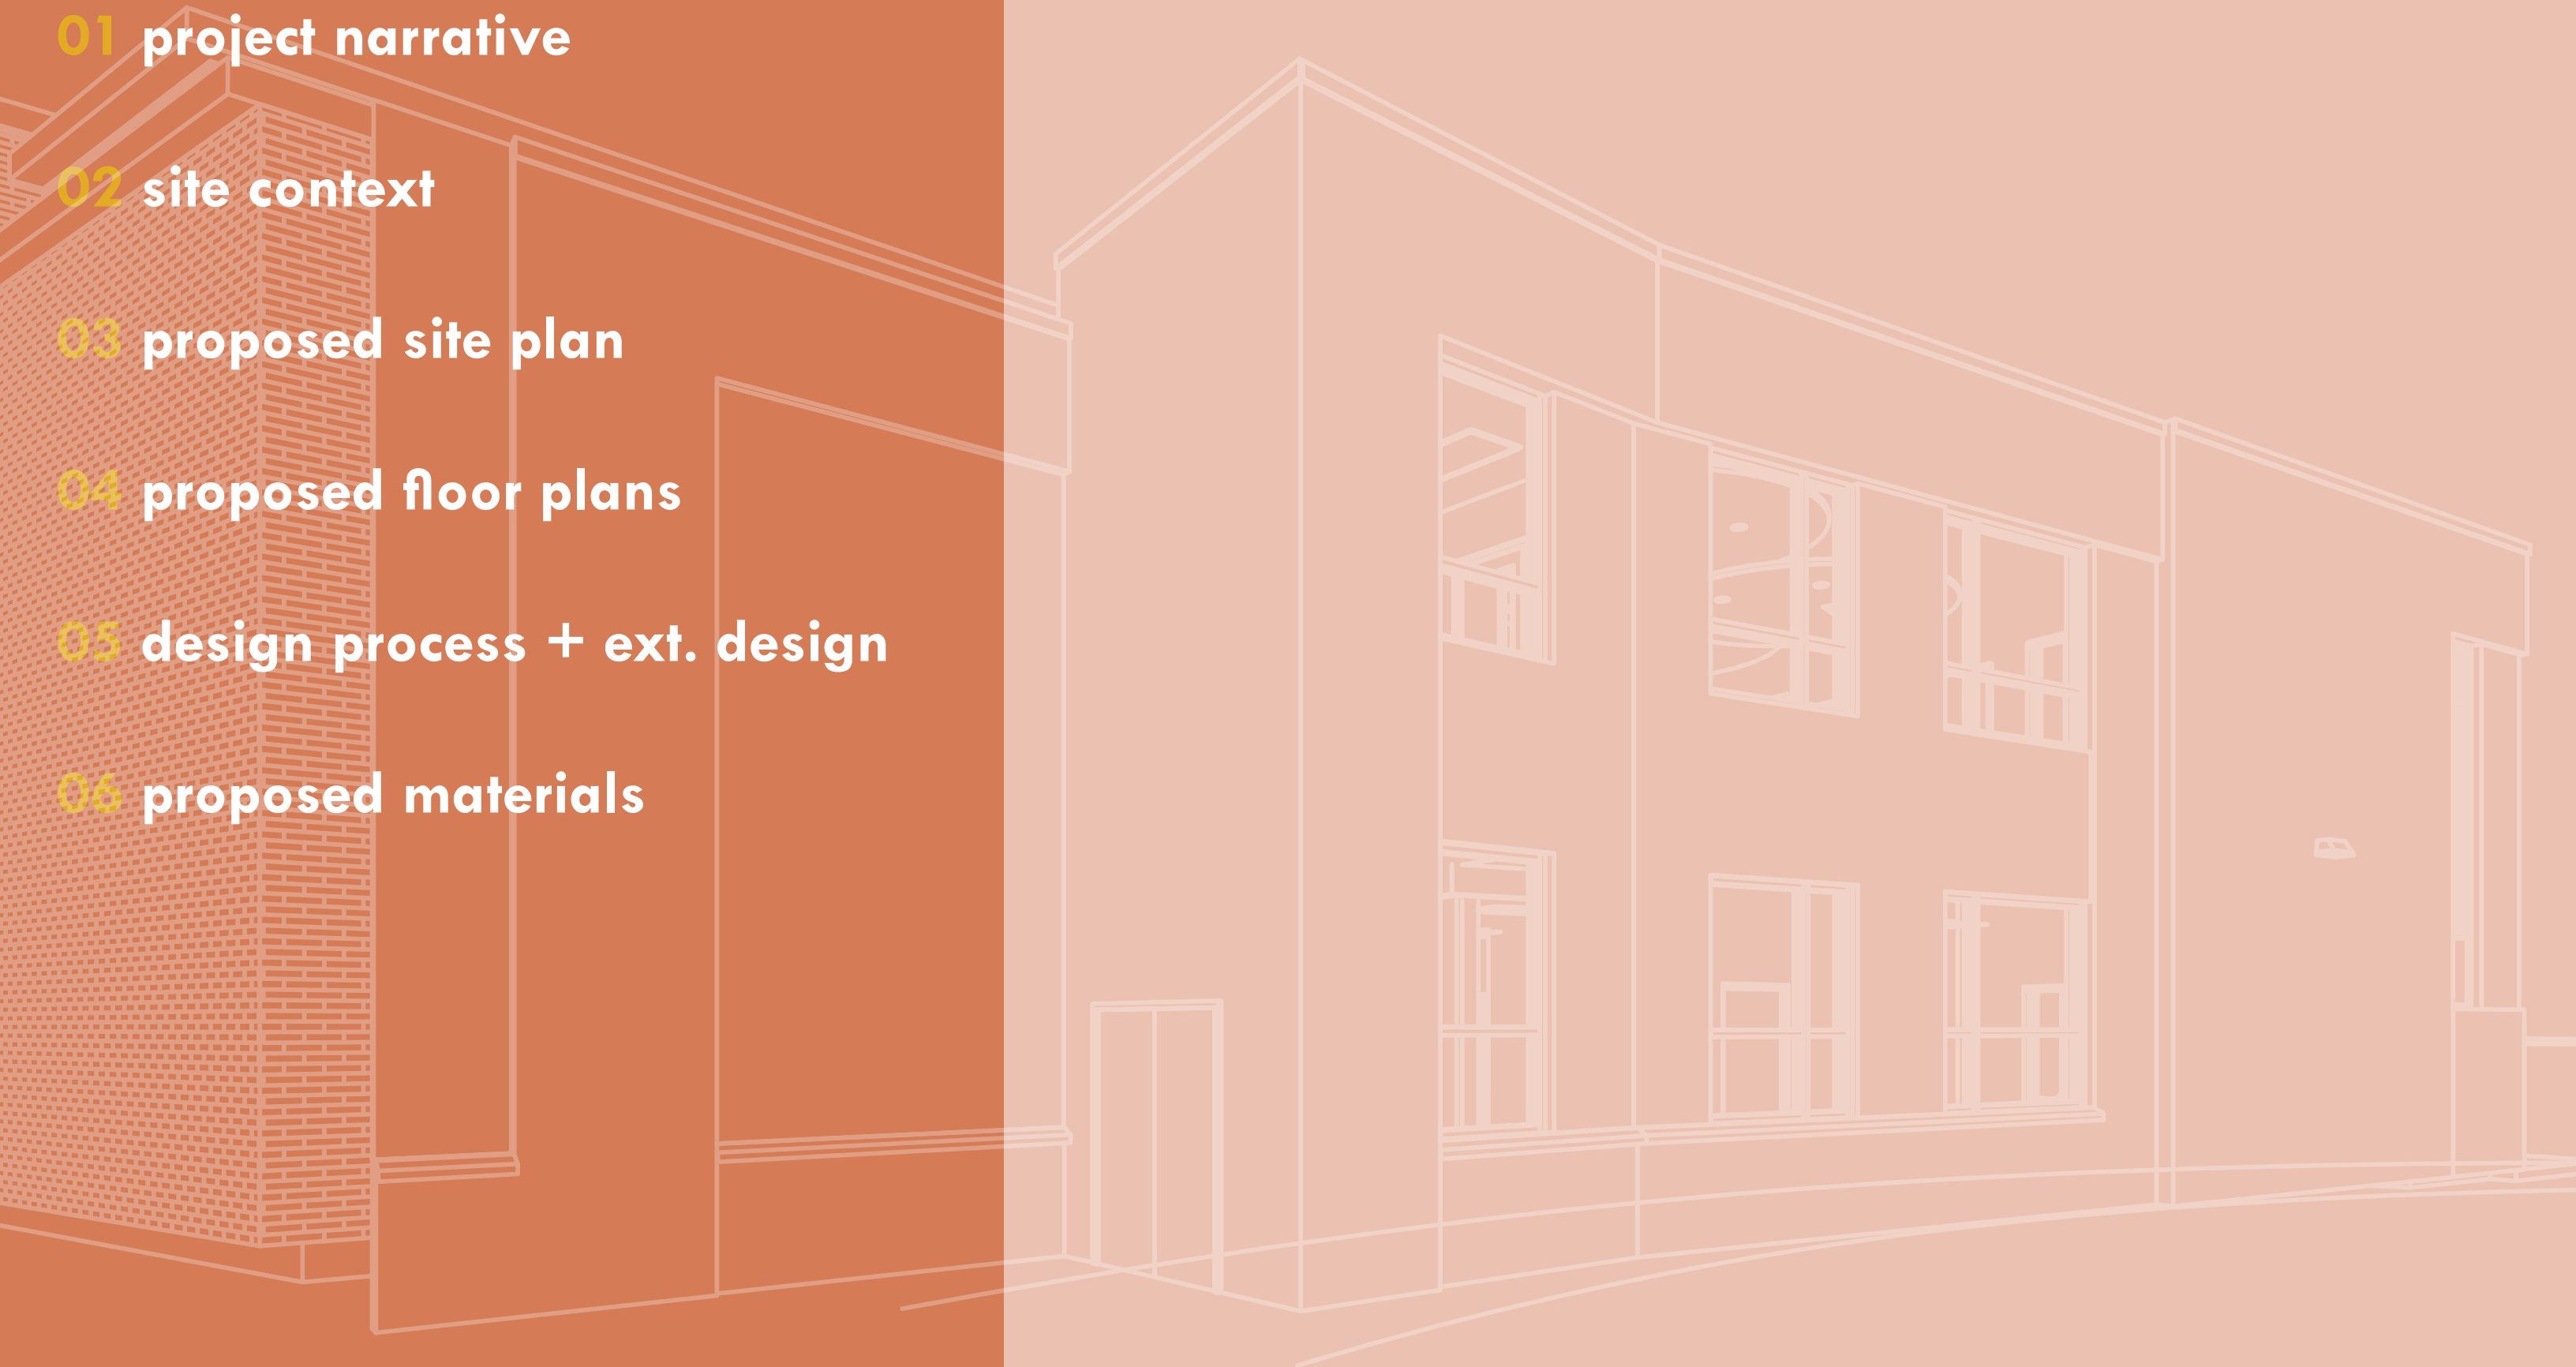 01 project narrative
02 site context
03 proposed site plan
04 proposed floor plans
05 design process + ext. design
06 proposed materials